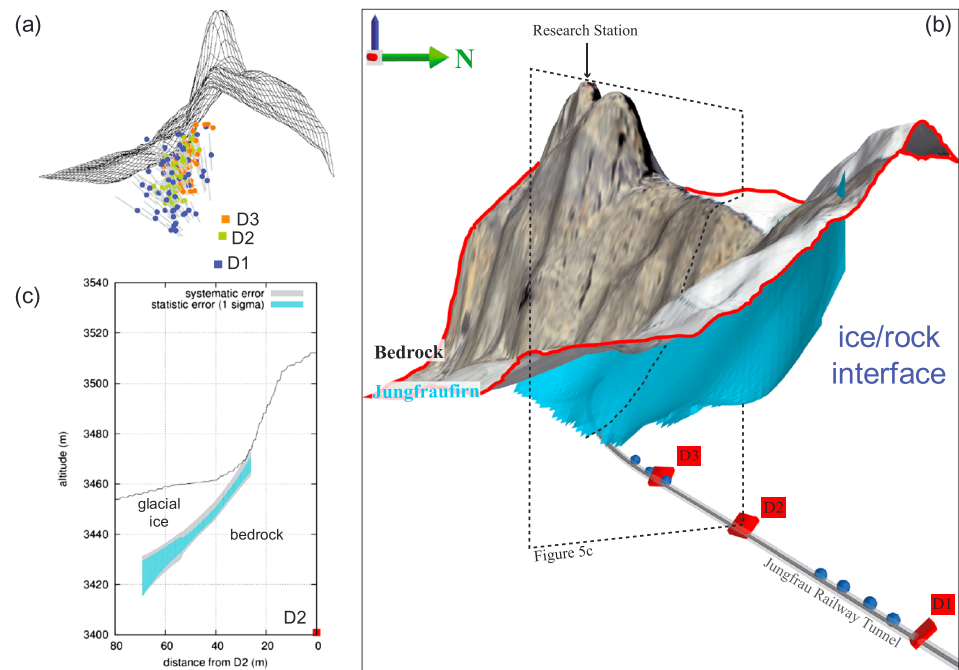 (a)
D3
D2
D1
(b)
Research Station
N
Bedrock
Jungfraufirn
ice/rock
interface
D3
D2
D1
Figure 5c
Jungfrau Railway Tunnel
(c)
systematic error
statistic error (1 sigma)
3540
3520
3500
3480
3460
3440
3420
3400
altitude (m)
glacial
ice
bedrock
D2
80
60
40
20
0
distance from D2 (m)